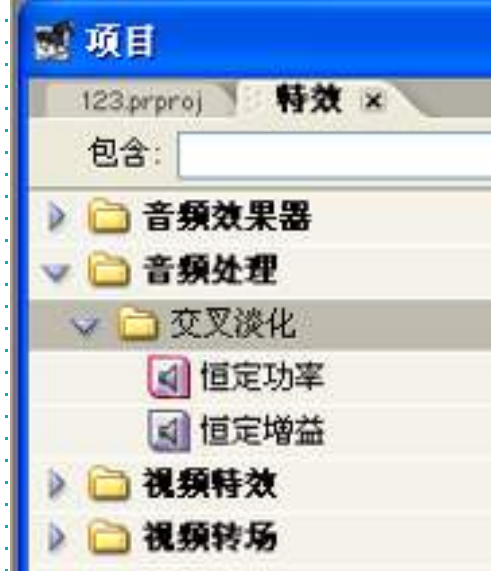 项目
123.prproj 特效
包含:
音频效果器
音频处理
交叉淡化
恒定功率
恒定增益
视频特效
视频转场